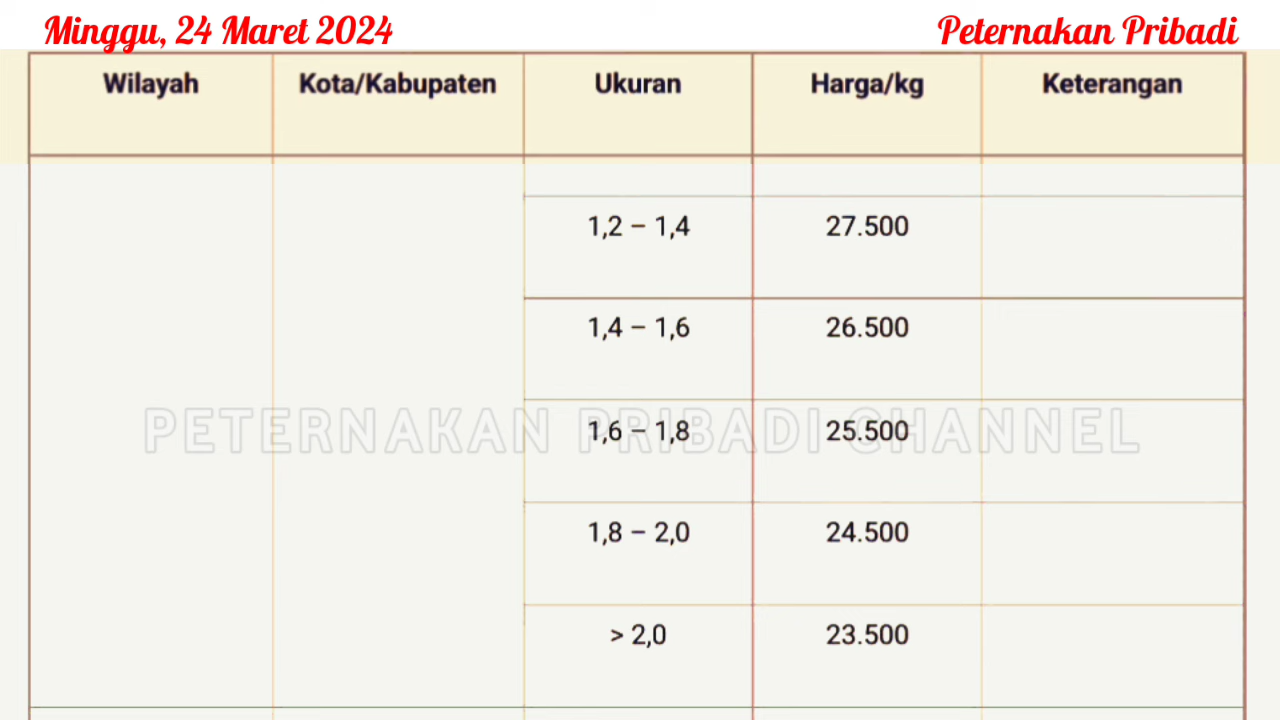 Minggu, 24 Maret 2024 Peternakan Pribadi
Wilayah Kota/Kabupaten Ukuran Harga/kg Keterangan
1,2 – 1,4 27.500
1,4 – 1,6 26.500
PETERNAKAN PRIBADI CHANNEL
1,6 – 1,8 25.500
1,8 – 2,0 24.500
> 2,0 23.500